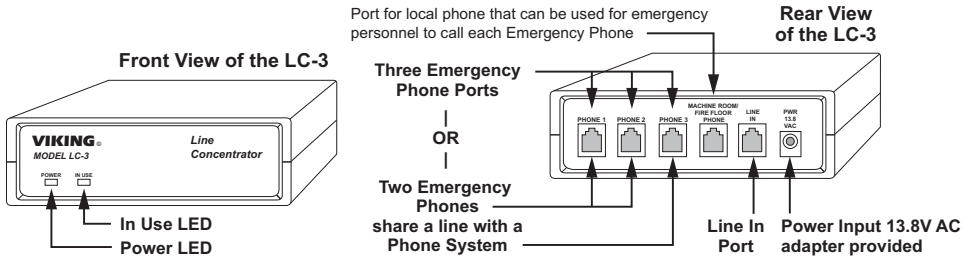 Front View of the LC-3
VIKING®
MODEL LC-3
Line
Concentrator
POWER
IN USE
In Use LED
Power LED
Port for local phone that can be used for emergency
personnel to call each Emergency Phone
Rear View
of the LC-3
Three Emergency
Phone Ports
OR
Two Emergency
Phones
share a line with a
Phone System
PHONE 1
PHONE 2
PHONE 3
MACHINE ROOM/
FIRE FLOOR
PHONE
LINE
IN
PWR
13.8
VAC
Line In
Port
Power Input 13.8V AC
adapter provided